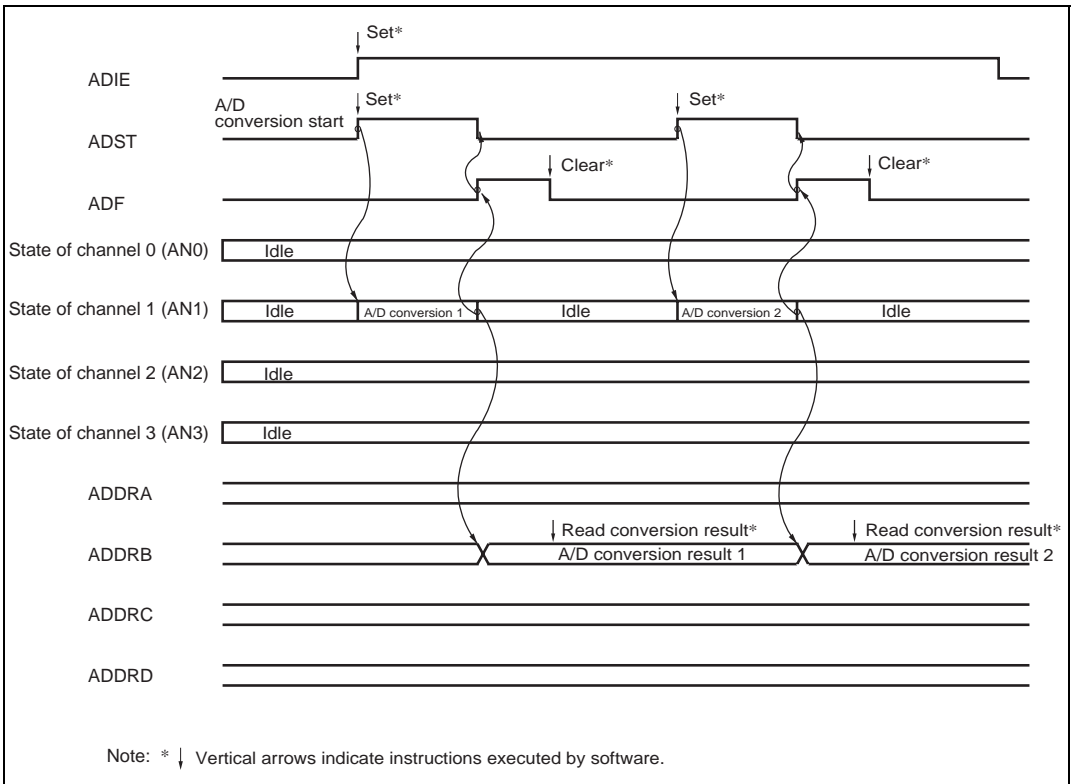 Set*
ADIE
A/D
conversion start
Set*
Set*
ADST
Clear*
Clear*
ADF
State of channel 0 (AN0)
Idle
State of channel 1 (AN1)
Idle
A/D conversion 1
Idle
A/D conversion 2
Idle
State of channel 2 (AN2)
Idle
State of channel 3 (AN3)
Idle
ADDRA
Read conversion result*
Read conversion result*
ADDRB
A/D conversion result 1
A/D conversion result 2
ADDRC
ADDRD
Note: * ↓ Vertical arrows indicate instructions executed by software.